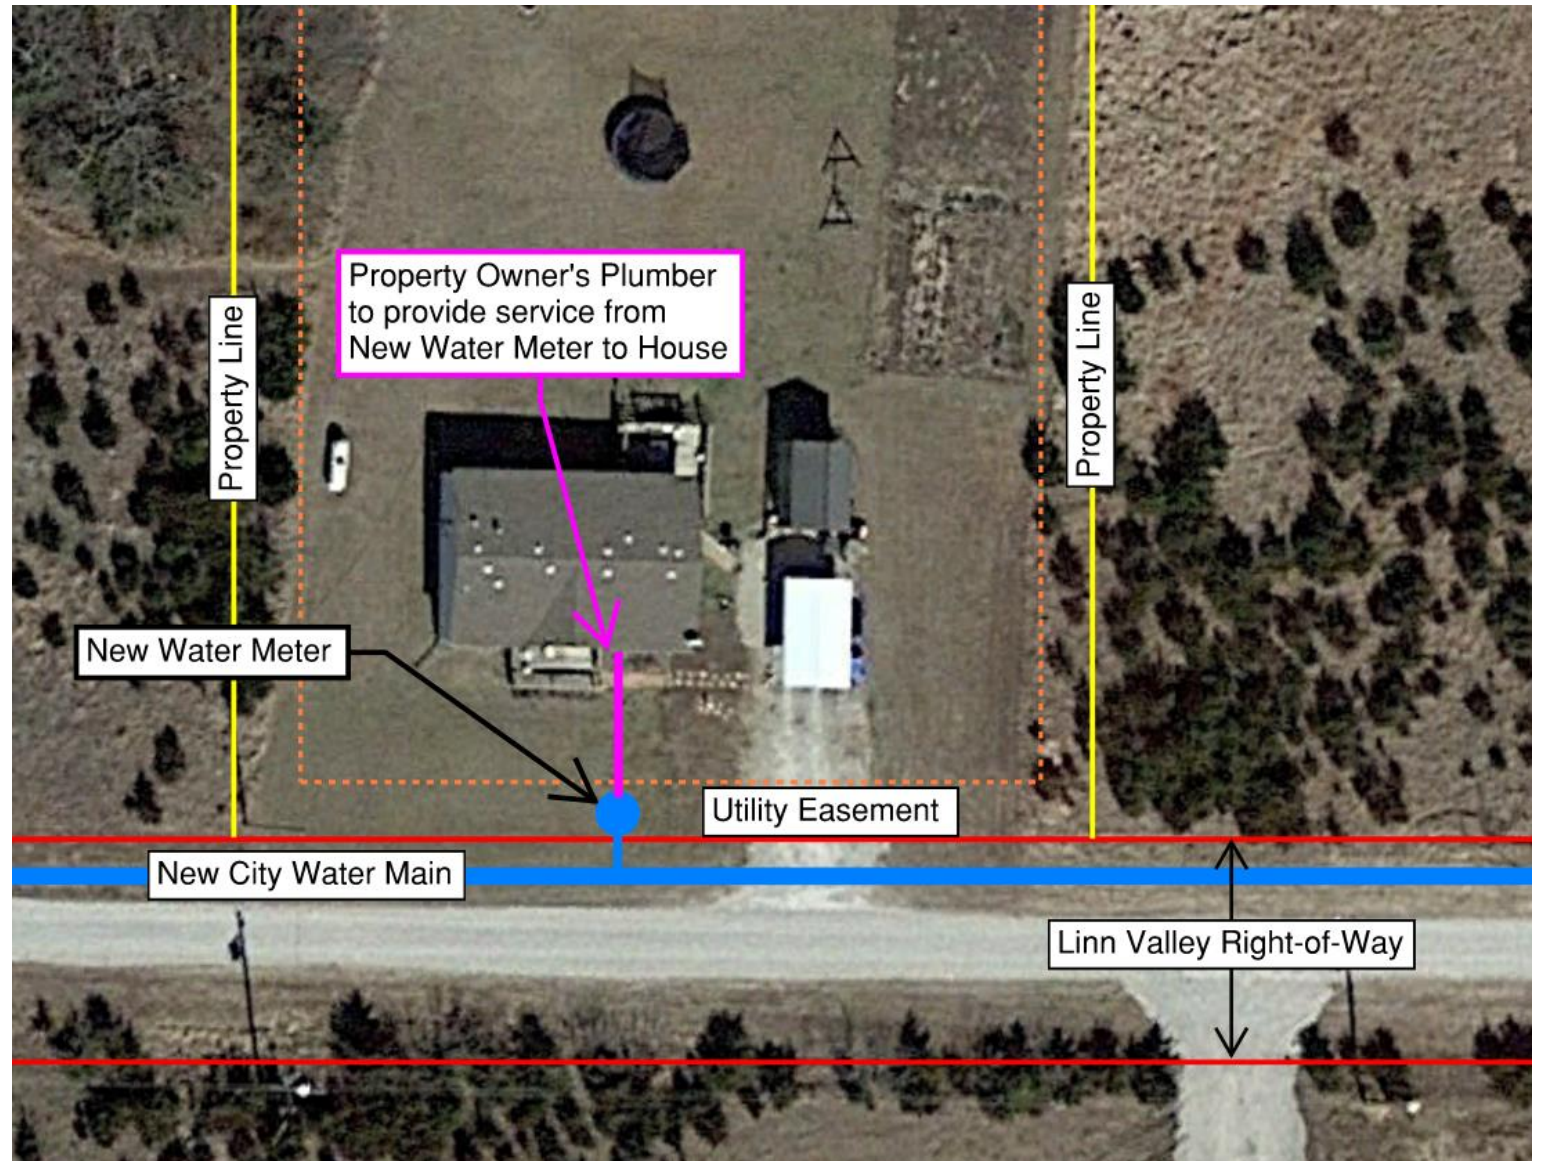 Property Owner's Plumber
to provide service from
New Water Meter to House
Property Line
Property Line
New Water Meter
Utility Easement
New City Water Main
Linn Valley Right-of-Way